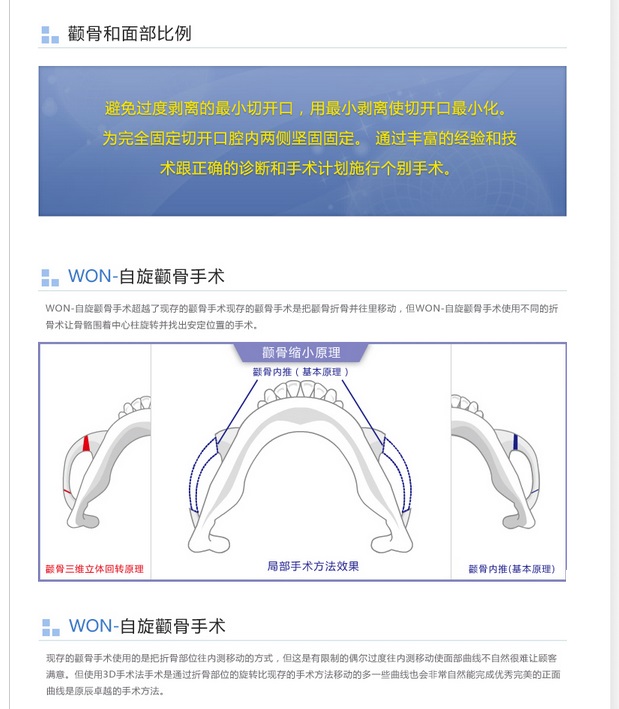 颧骨和面部比例
避免过度剥离的最小切开口，用最小剥离使切开口最小化。
为完全固定切开口腔内两侧坚固固定。 通过丰富的经验和技
术跟正确的诊断和手术计划施行个别手术。
WON-自旋颧骨手术
WON-自旋颧骨手术超越了现存的颧骨手术现存的颧骨手术是把颧骨折骨并往里移动，但WON-自旋颧骨手术使用不同的折
骨术让骨骼围着中心柱旋转并找出安定位置的手术。
颧骨缩小原理
颧骨内推（基本原理）
颧骨三维立体回转原理
局部手术方法效果
颧骨内推(基本原理)
WON-自旋颧骨手术
现存的颧骨手术使用的是把折骨部位往内测移动的方式，但这是有限制的偶尔过度往内测移动使面部曲线不自然很难让顾客
满意。但使用3D手术法手术是通过折骨部位的旋转比现存的手术方法移动的多一些曲线也会非常自然能完成优秀完美的正面
曲线是原辰卓越的手术方法。